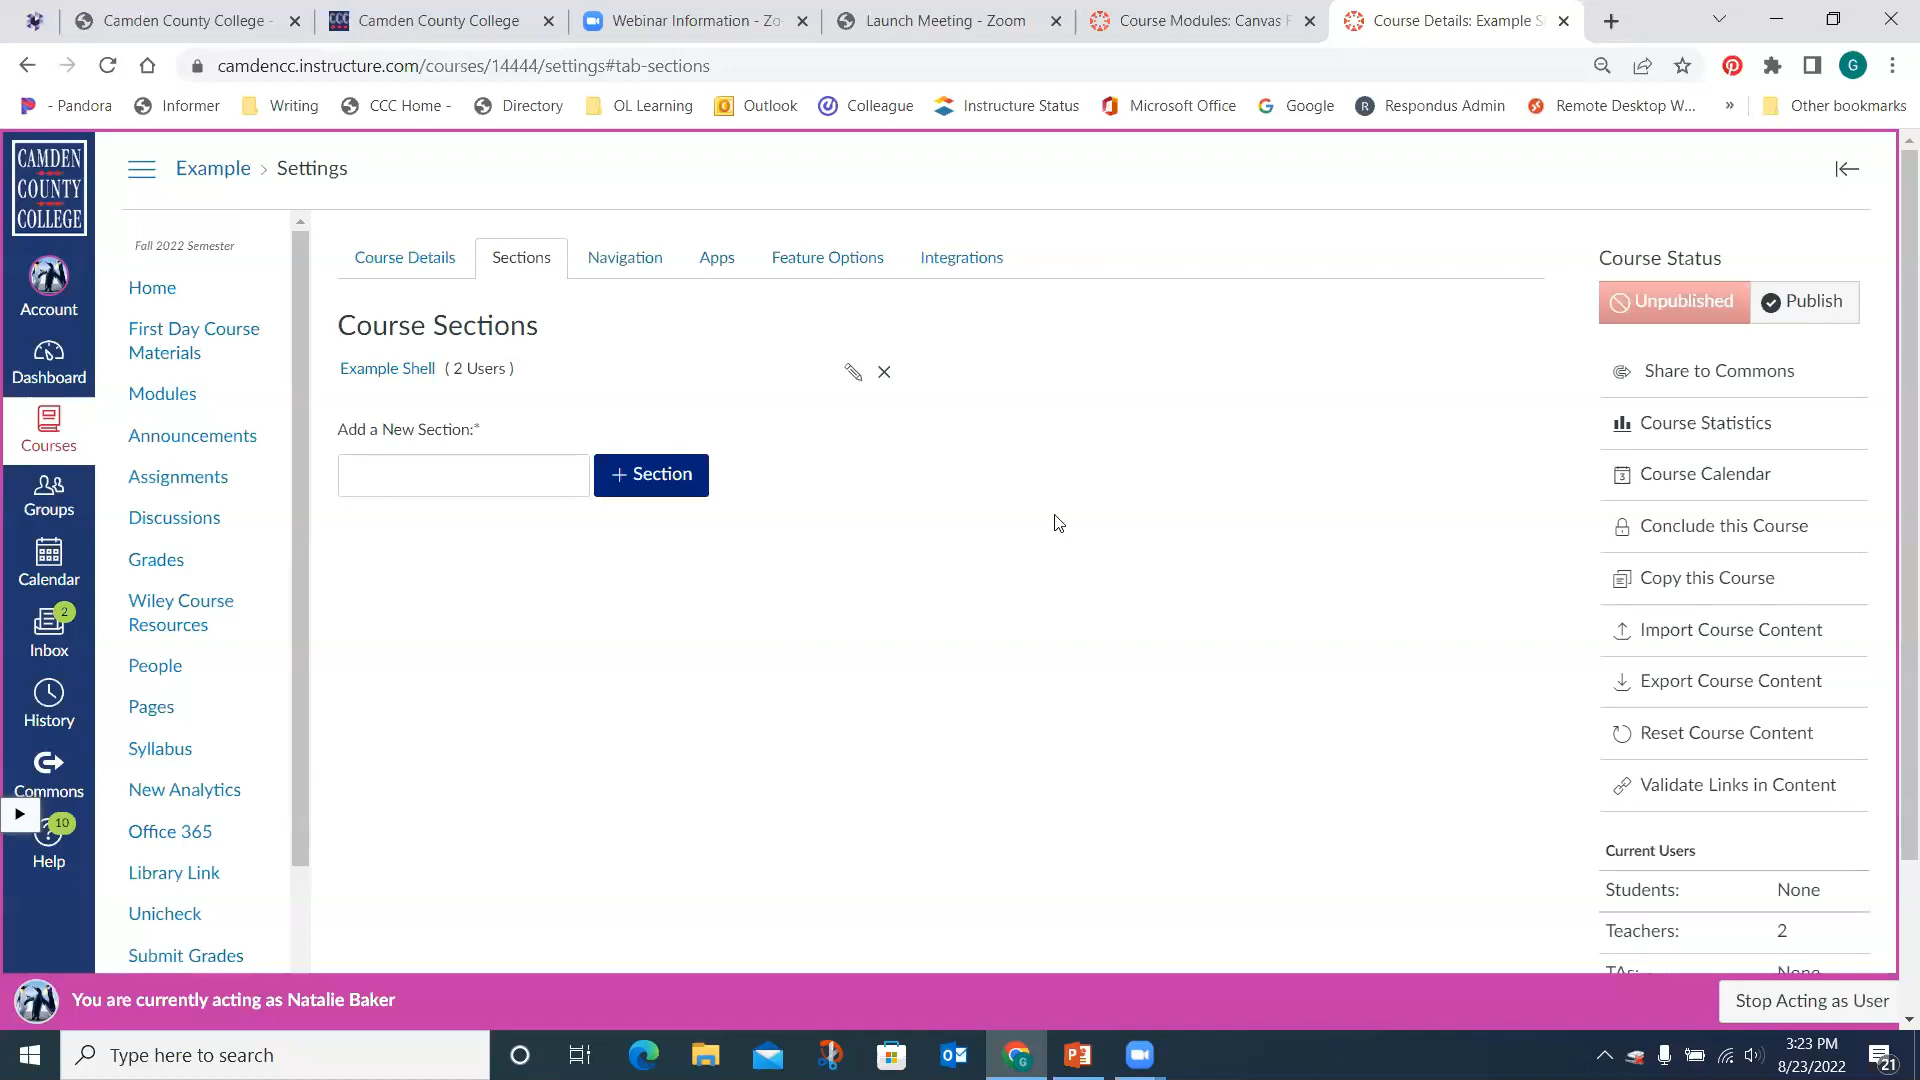 Camden County College -
Camden County College
Webinar Information - Zo
Launch Meeting - Zoom
Course Modules: Canvas F
Course Details: Example S
camdencc.instructure.com/courses/14444/settings#tab-sections
G
- Pandora
Informer
Writing
CCC Home -
Directory
OL Learning
Outlook
Colleague
Instructure Status
Microsoft Office
Google
Respondus Admin
Remote Desktop W...
»
Other bookmarks
CAMDEN
COUNTY
COLLEGE
Account
Dashboard
Courses
Groups
Calendar
2
Inbox
History
Commons
10
Help
Example > Settings
Fall 2022 Semester
Home
First Day Course
Materials
Modules
Announcements
Assignments
Discussions
Grades
Wiley Course
Resources
People
Pages
Syllabus
New Analytics
Office 365
Library Link
Unicheck
Submit Grades
Course Details
Sections
Navigation
Apps
Feature Options
Integrations
Course Sections
Example Shell ( 2 Users )
Add a New Section:*
+ Section
Course Status
Unpublished
Publish
Share to Commons
Course Statistics
Course Calendar
Conclude this Course
Copy this Course
Import Course Content
Export Course Content
Reset Course Content
Validate Links in Content
Current Users
Students: None
Teachers: 2
TAs: None
You are currently acting as Natalie Baker
Stop Acting as User
Type here to search
3:23 PM
8/23/2022
21